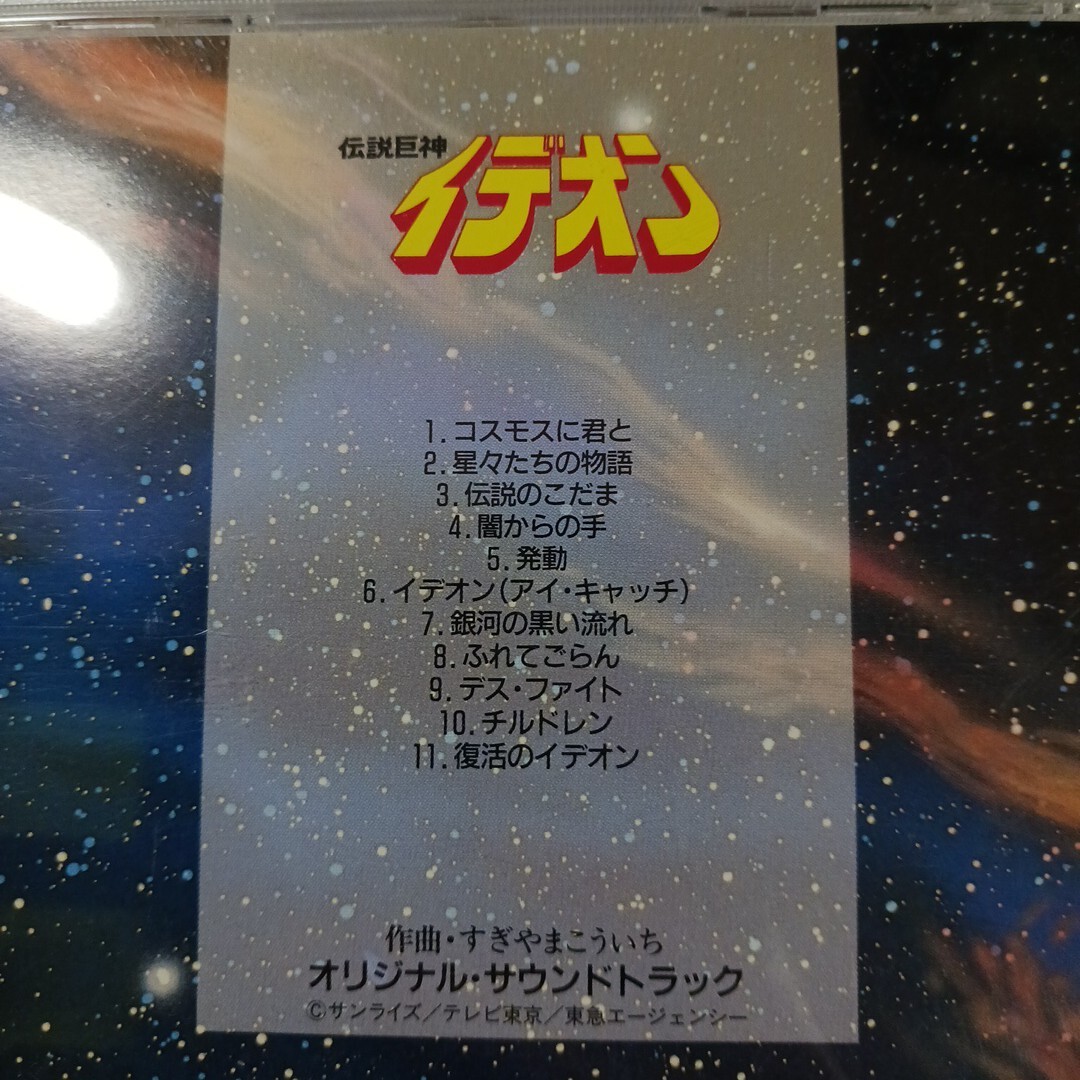 伝説巨神
イデオン
1.コスモスに君と
2.星々たちの物語
3.伝説のこだま
4.闇からの手
5.発動
6.イデオン(アイ・キャッチ)
7.銀河の黒い流れ
8.ふれてごらん
9.デス・ファイト
10.チルドレン
11.復活のイデオン
作曲・すぎやまこういち
オリジナル・サウンドトラック
©サンライズ/テレビ東京/東急エージェンシー